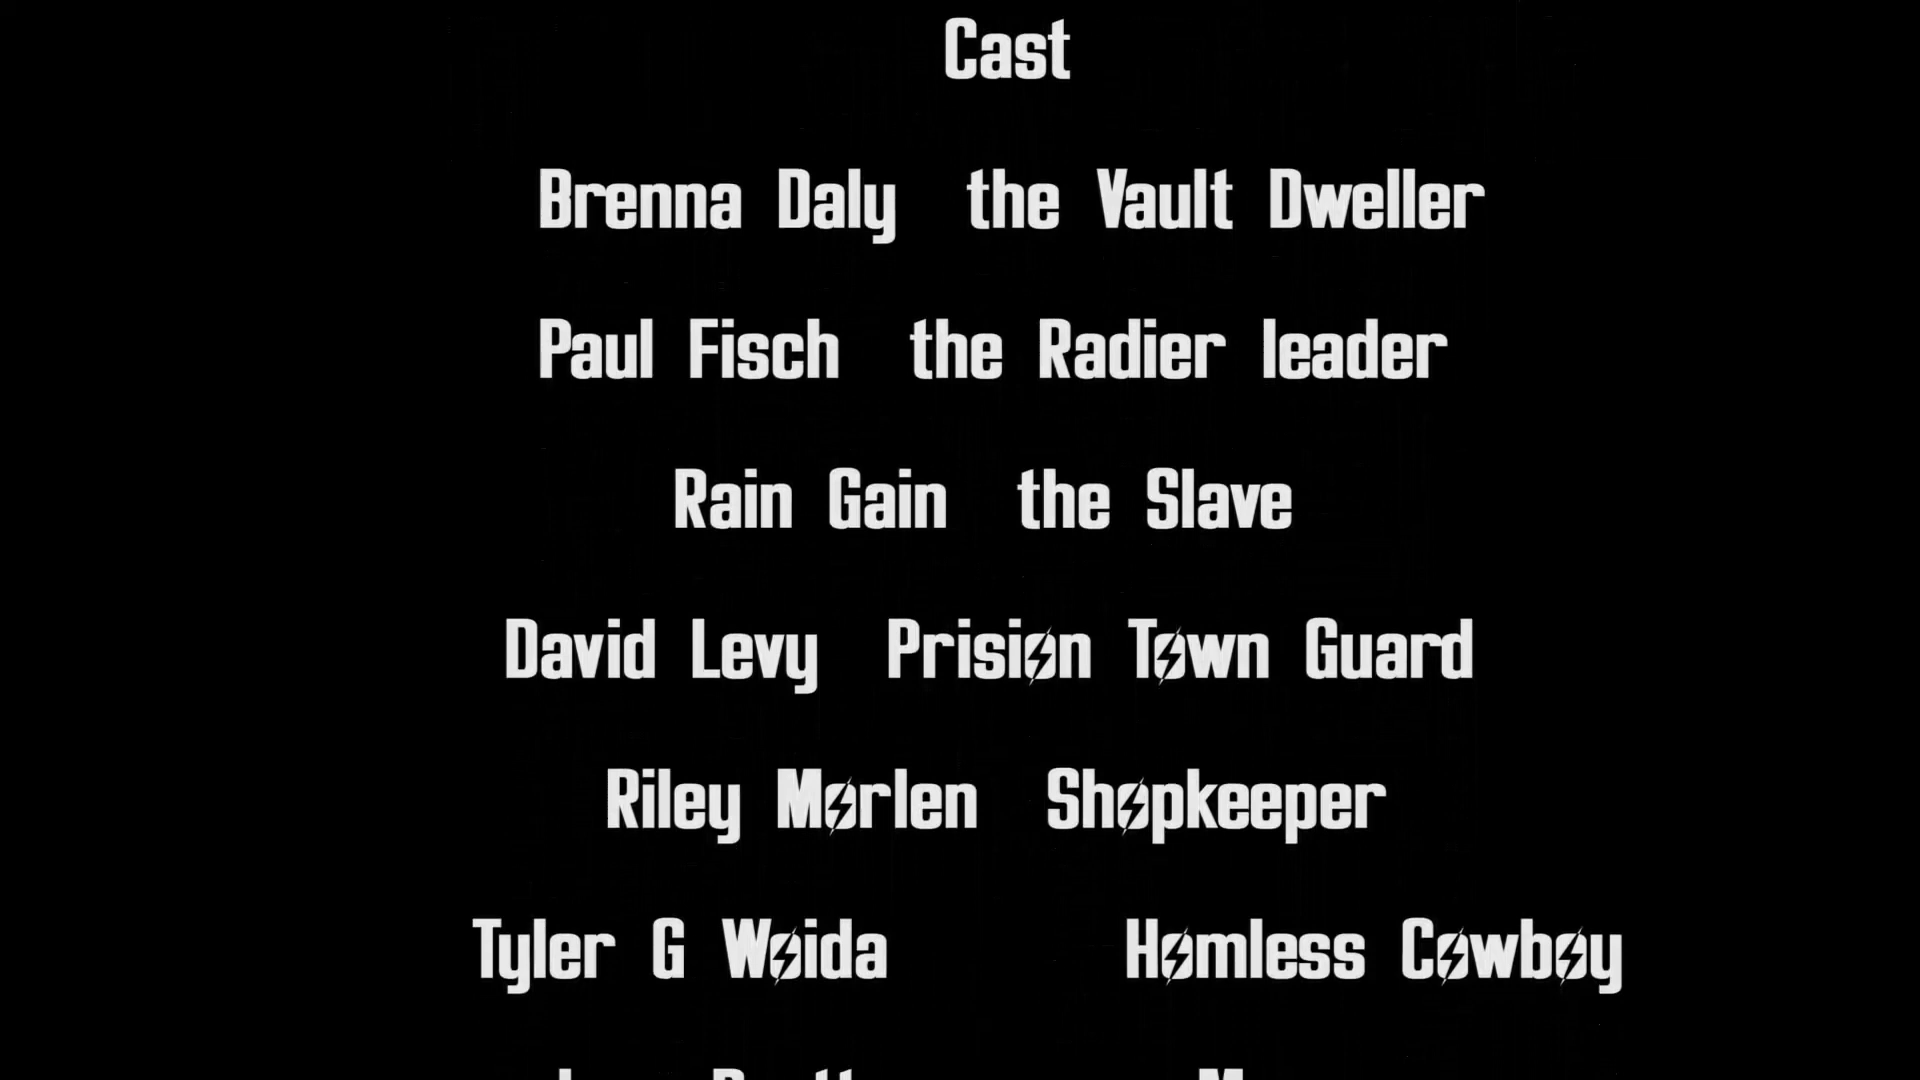 Cast
Brenna Daly the Vault Dweller
Paul Fisch the Radier leader
Rain Gain the Slave
David Levy Prision Town Guard
Riley Morlen Shopkeeper
Tyler G Woida Homless Cowboy